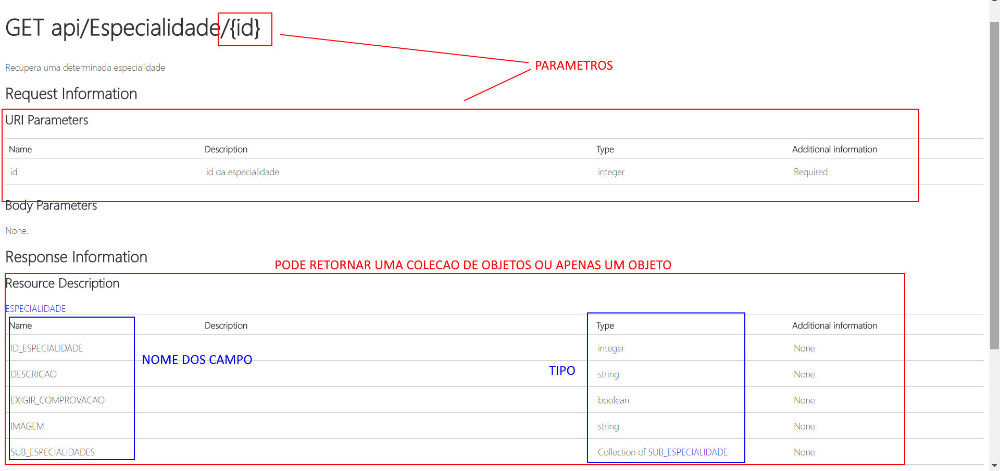 GET api/Especialidade/{id}
PARAMETROS
Recupera uma determinada especialidade
Request Information
URI Parameters
Name Description Type Additional information
id id da especialidade integer Required
Body Parameters
None.
Response Information
PODE RETORNAR UMA COLECAO DE OBJETOS OU APENAS UM OBJETO
Resource Description
ESPECIALIDADE
Name Description Type Additional information
ID_ESPECIALIDADE integer None.
NOME DOS CAMPO
TIPO
DESCRICAO string None.
EXIGIR_COMPROVACAO boolean None.
IMAGEM string None.
SUB_ESPECIALIDADES Collection of SUB_ESPECIALIDADE None.